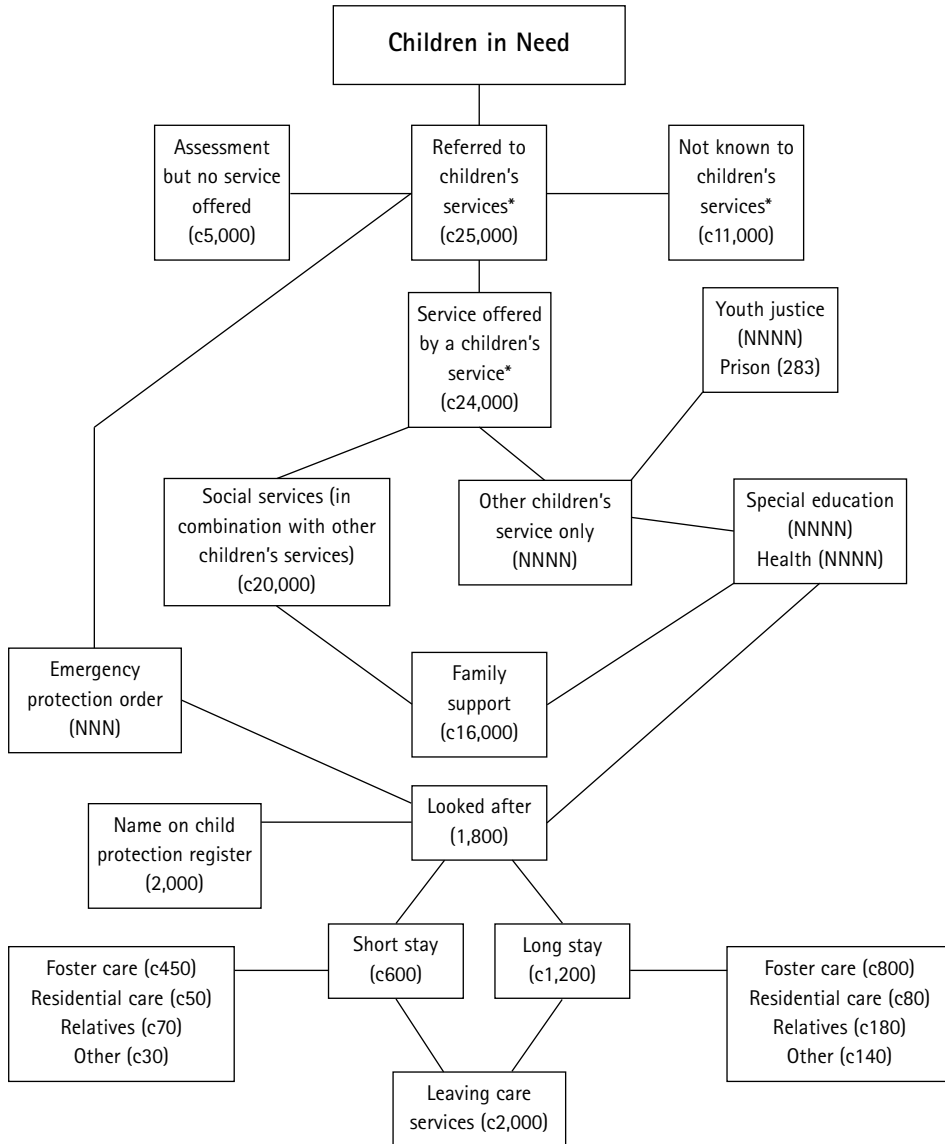 Children in Need
Assessment
but no service
offered
(c5,000)
Referred to
children's
services*
(c25,000)
Not known to
children's
services*
(c11,000)
Service offered
by a children's
service*
(c24,000)
Youth justice
(NNNN)
Prison (283)
Social services (in
combination with other
children's services)
(c20,000)
Other children's
service only
(NNNN)
Special education
(NNNN)
Health (NNNN)
Emergency
protection order
(NNN)
Family
support
(c16,000)
Looked after
(1,800)
Name on child
protection register
(2,000)
Short stay
(c600)
Long stay
(c1,200)
Foster care (c450)
Residential care (c50)
Relatives (c70)
Other (c30)
Foster care (c800)
Residential care (c80)
Relatives (c180)
Other (c140)
Leaving care
services (c2,000)